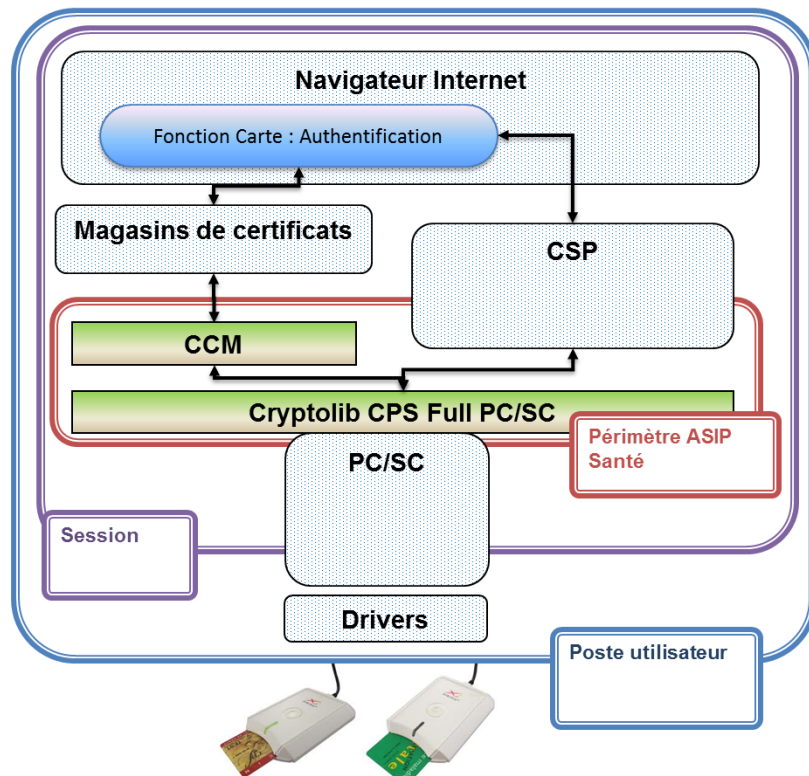 Navigateur Internet
Fonction Carte : Authentification
Magasins de certificats
CSP
CCM
Cryptolib CPS Full PC/SC
Périmètre ASIP
Santé
PC/SC
Session
Drivers
Poste utilisateur
vale